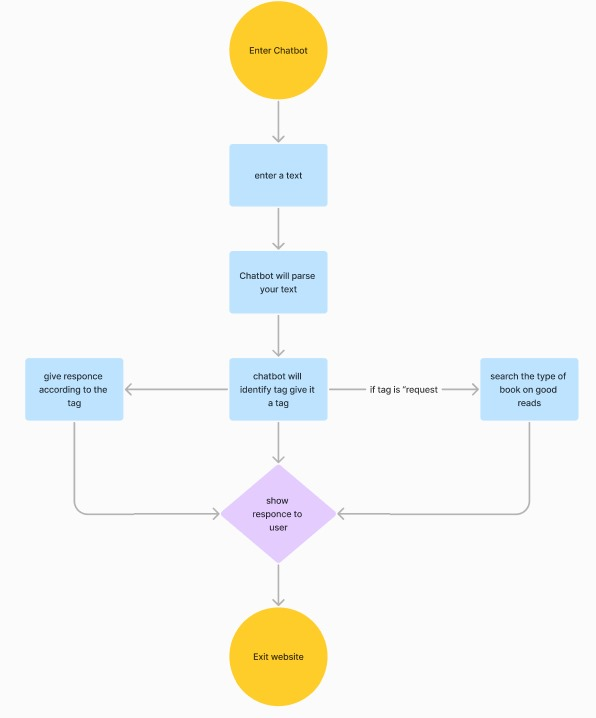 Enter Chatbot
enter a text
Chatbot will parse
your text
give responce
according to the
tag
chatbot will
identify tag give it
a tag
if tag is "request
search the type of
book on good
reads
show
responce to
user
Exit website